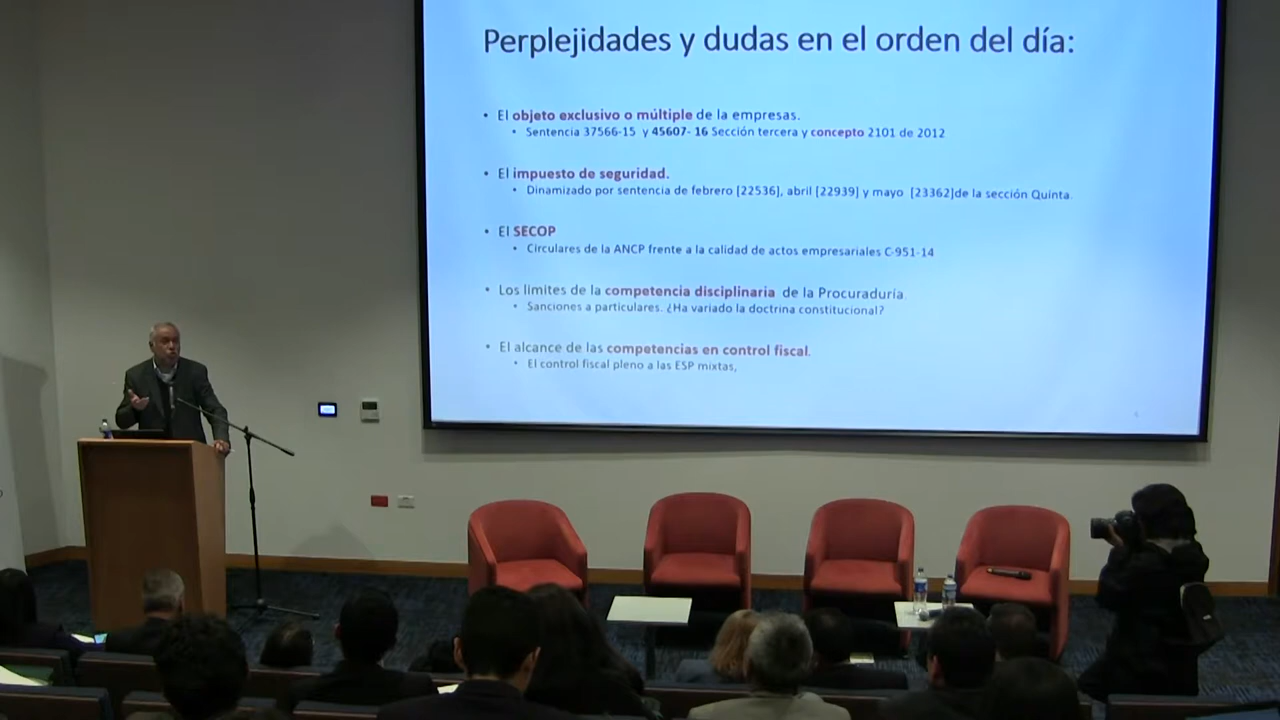 Perplejidades y dudas en el orden del día:
• El objeto exclusivo o múltiple de la empresas.
• Sentencia 37566-15 y 45607- 16 Sección tercera y concepto 2101 de 2012
• El impuesto de seguridad.
• Dinamizado por sentencia de febrero [22536], abril [22939] y mayo [23362]de la sección Quinta.
• El SECOP
• Circulares de la ANCP frente a la calidad de actos empresariales C-951-14
• Los limites de la competencia disciplinaria de la Procuraduría.
• Sanciones a particulares. ¿Ha variado la doctrina constitucional?
• El alcance de las competencias en control fiscal.
• El control fiscal pleno a las ESP mixtas,